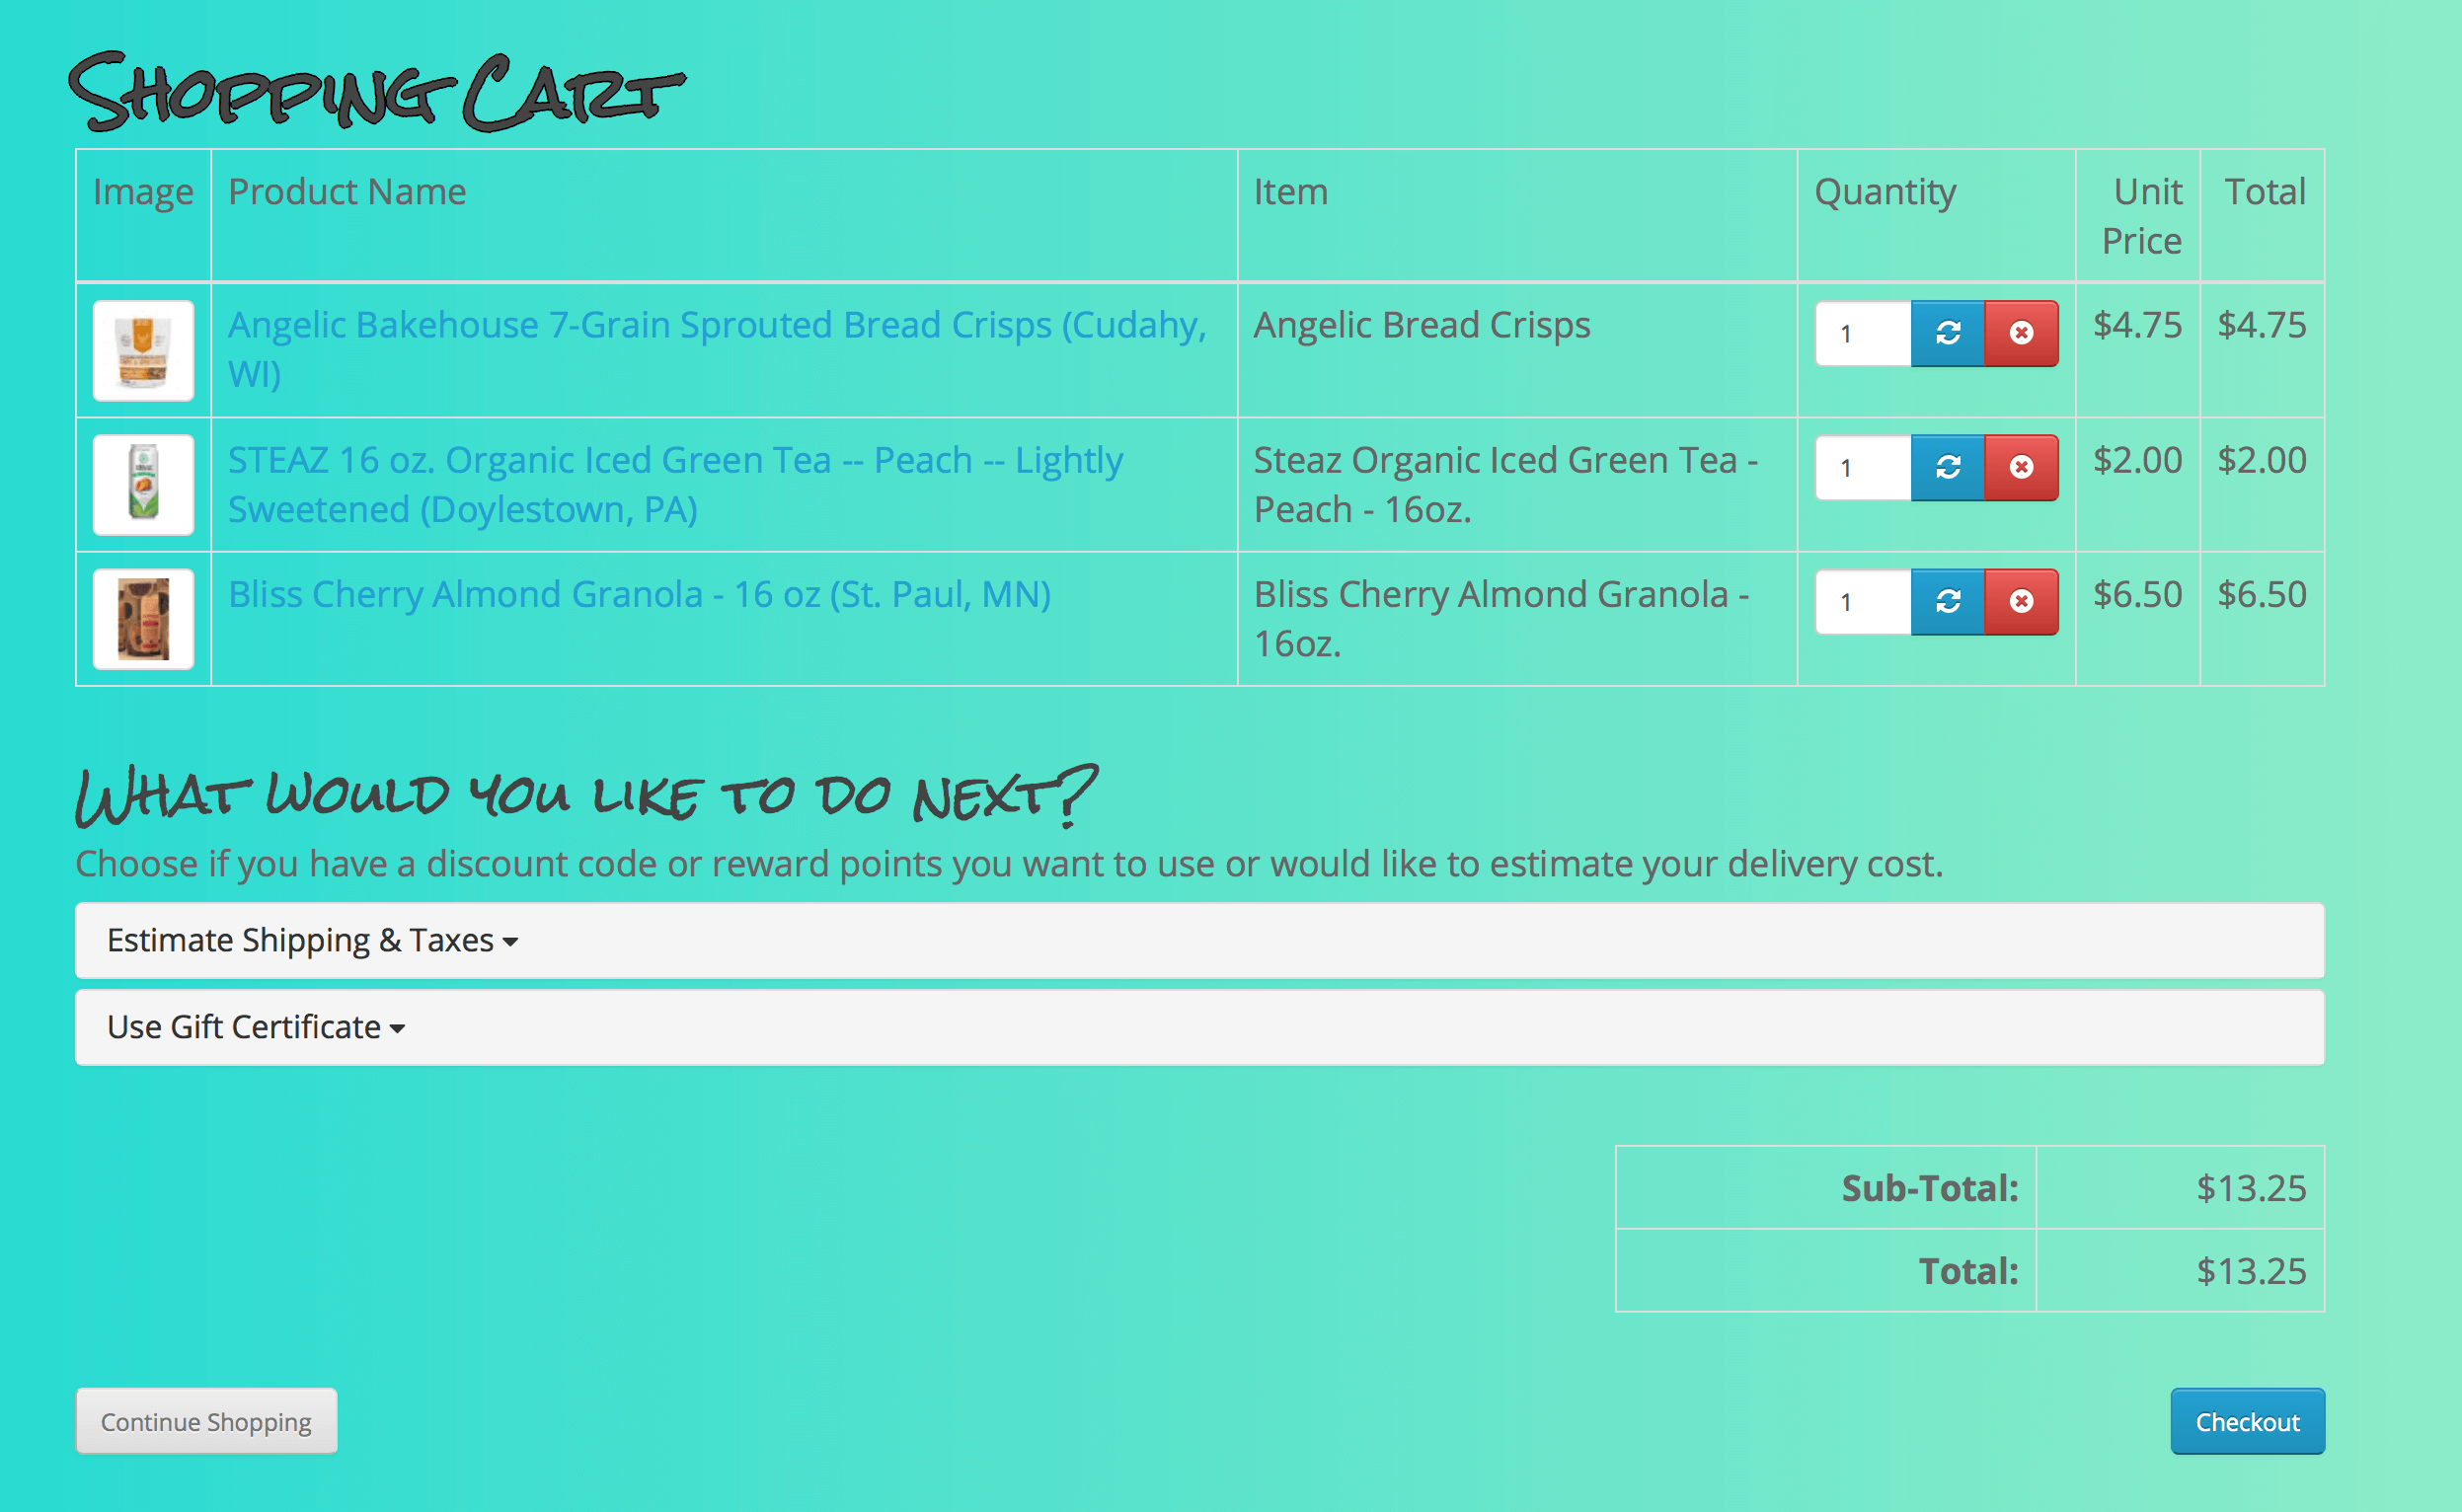 Shopping Cart
Image Product Name Item Quantity Unit Price Total
Angelic Bakehouse 7-Grain Sprouted Bread Crisps (Cudahy, WI) Angelic Bread Crisps 1 $4.75 $4.75
STEAZ 16 oz. Organic Iced Green Tea -- Peach -- Lightly Sweetened (Doylestown, PA) Steaz Organic Iced Green Tea - Peach - 16oz. 1 $2.00 $2.00
Bliss Cherry Almond Granola - 16 oz (St. Paul, MN) Bliss Cherry Almond Granola - 16oz. 1 $6.50 $6.50
What would you like to do next?
Choose if you have a discount code or reward points you want to use or would like to estimate your delivery cost.
Estimate Shipping & Taxes
Use Gift Certificate
Sub-Total: $13.25
Total: $13.25
Continue Shopping Checkout